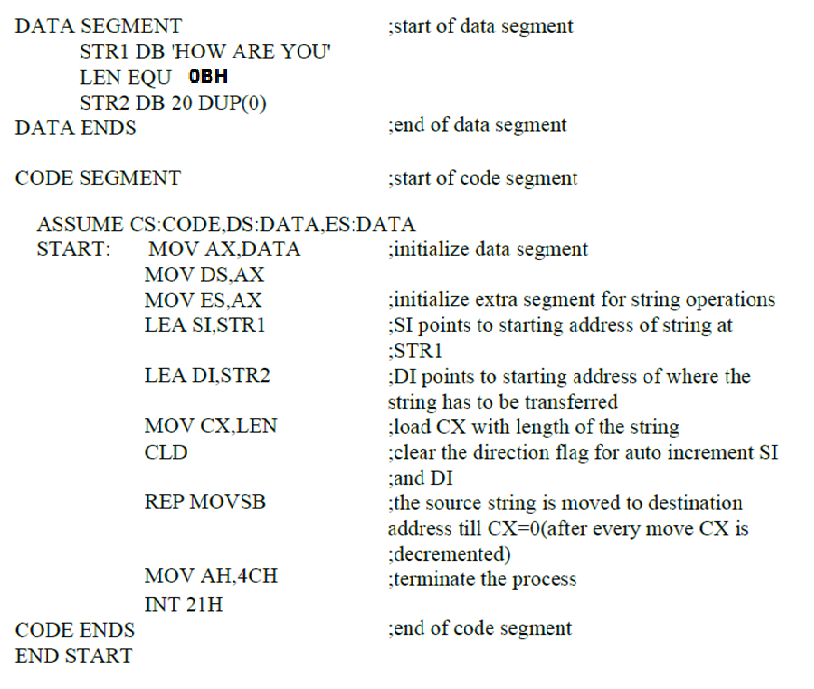 DATA SEGMENT ;start of data segment
STR1 DB 'HOW ARE YOU'
LEN EQU 0BH
STR2 DB 20 DUP(0)
DATA ENDS ;end of data segment
CODE SEGMENT ;start of code segment
ASSUME CS:CODE,DS:DATA,ES:DATA
START: MOV AX,DATA ;initialize data segment
MOV DS,AX
MOV ES,AX ;initialize extra segment for string operations
LEA SI,STR1 ;SI points to starting address of string at
;STR1
LEA DI,STR2 ;DI points to starting address of where the
string has to be transferred
MOV CX,LEN ;load CX with length of the string
CLD ;clear the direction flag for auto increment SI
;and DI
REP MOVSB ;the source string is moved to destination
address till CX=0(after every move CX is
;decremented)
MOV AH,4CH ;terminate the process
INT 21H
CODE ENDS ;end of code segment
END START